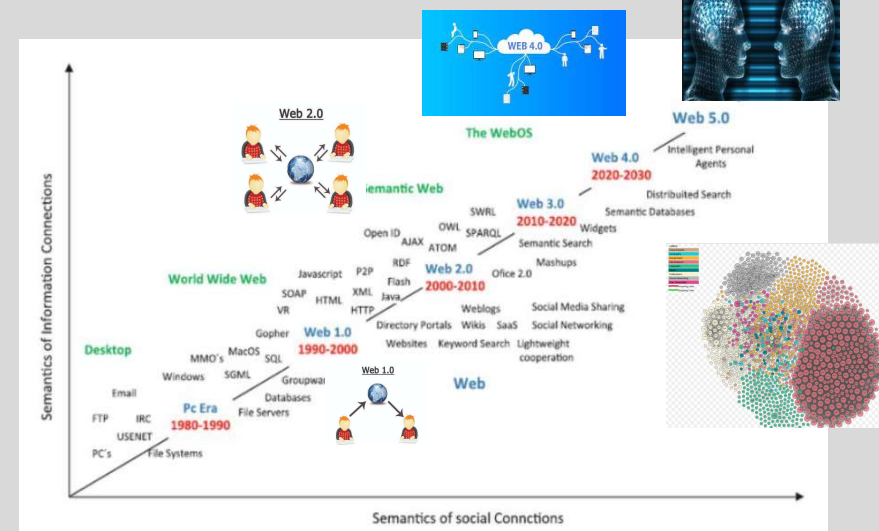 WEB 4.0
Web 5.0
Web 2.0
The WebOS
Intelligent Personal
Agents
Web 4.0
2020-2030
emantic Web
Distribuited Search
Web 3.0
2010-2020
Semantic Databases
SWRL
Widgets
OWL
SPARQL
Open ID
AJAX
ATOM
Semantic Search
Mashups
RDF
Web 2.0
2000-2010
Ofice 2.0
World Wide Web
Javascript
P2P
Flash
SOAP
HTML
XML
Java
VR
HTTP
Weblogs
Social Media Sharing
Directory Portals
Wikis
SaaS
Social Networking
Gopher
Web 1.0
1990-2000
Websites
Keyword Search
Lightweight
cooperation
Desktop
MMO´s
MacOS
SQL
Web 1.0
Windows
SGML
Groupwa
Web
Email
Databases
Pc Era
1980-1990
File Servers
FTP
IRC
USENET
PC´s
File Systems
Semantics of Information Connections
Semantics of social Connctions